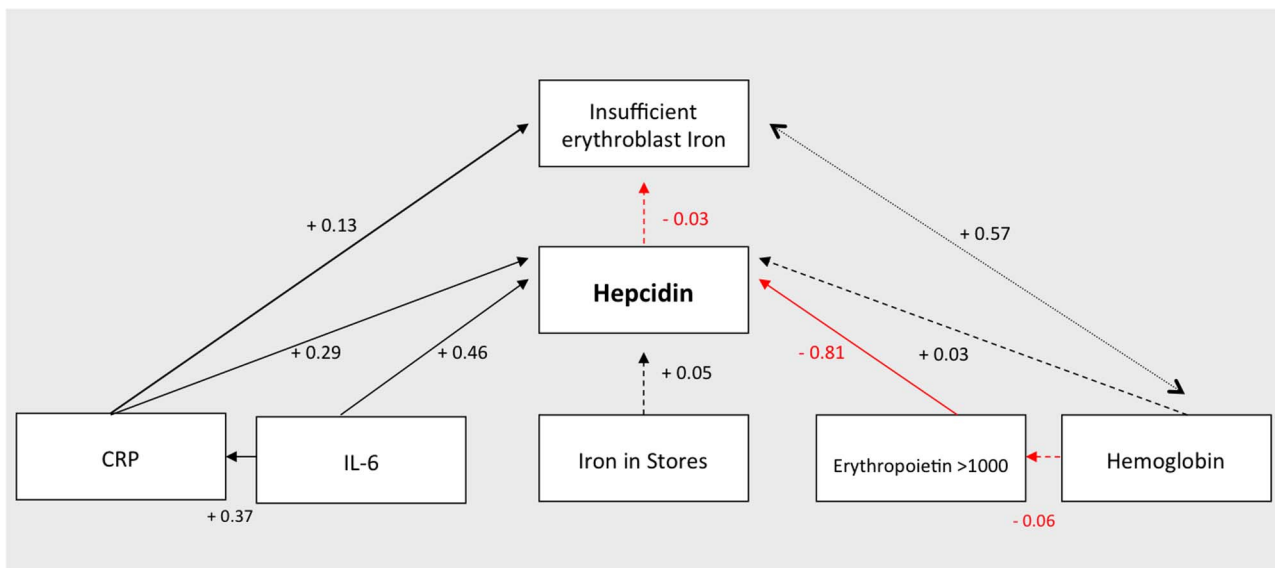 Insufficient
erythroblast Iron
+ 0.13
- 0.03
+ 0.57
Hepcidin
+ 0.29
+ 0.46
+ 0.05
- 0.81
+ 0.03
CRP
IL-6
Iron in Stores
Erythropoietin >1000
Hemoglobin
+ 0.37
- 0.06